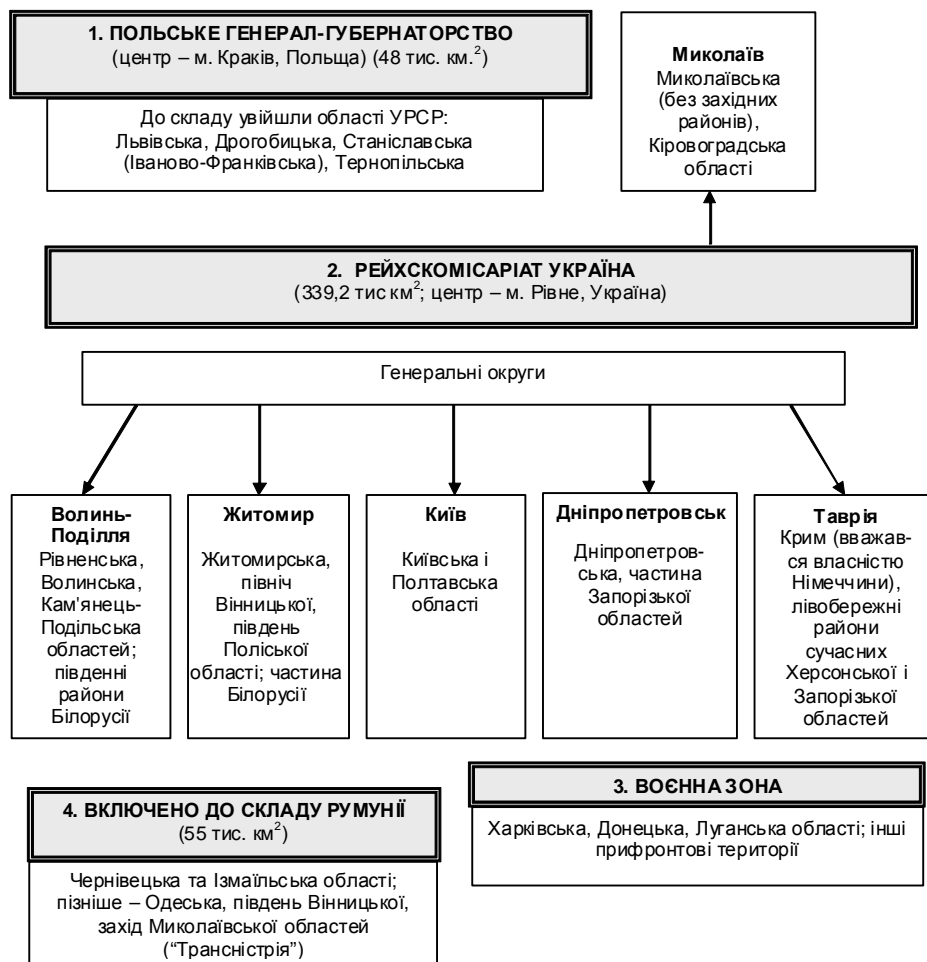 1. ПОЛЬСЬКЕ ГЕНЕРАЛ-ГУБЕРНАТОРСТВО
(центр – м. Краків, Польща) (48 тис. км.²)
До складу увійшли області УРСР:
Львівська, Дрогобицька, Станіславська
(Іваново-Франківська), Тернопільська
Миколаїв
Миколаївська
(без західних
районів),
Кіровоградська
області
2. РЕЙХСКОМІСАРІАТ УКРАЇНА
(339,2 тис км²; центр – м. Рівне, Україна)
Генеральні округи
Волинь-
Поділля
Рівненська,
Волинська,
Кам'янець-
Подільська
областей;
південні
райони
Білорусії
Житомир
Житомирська,
північ
Вінницької,
південь
Поліської
області; частина
Білорусії
Київ
Київська і
Полтавська
області
Дніпропетровськ
Дніпропетров-
ська, частина
Запорізької
областей
Таврія
Крим (вважав-
ся власністю
Німеччини),
лівобережні
райони
сучасних
Херсонської і
Запорізької
областей
3. ВОЄННА ЗОНА
Харківська, Донецька, Луганська області; інші
прифронтові території
4. ВКЛЮЧЕНО ДО СКЛАДУ РУМУНІЇ
(55 тис. км²)
Чернівецька та Ізмаїльська області;
пізніше – Одеська, південь Вінницької,
захід Миколаївської областей
(“Трансністрія”)